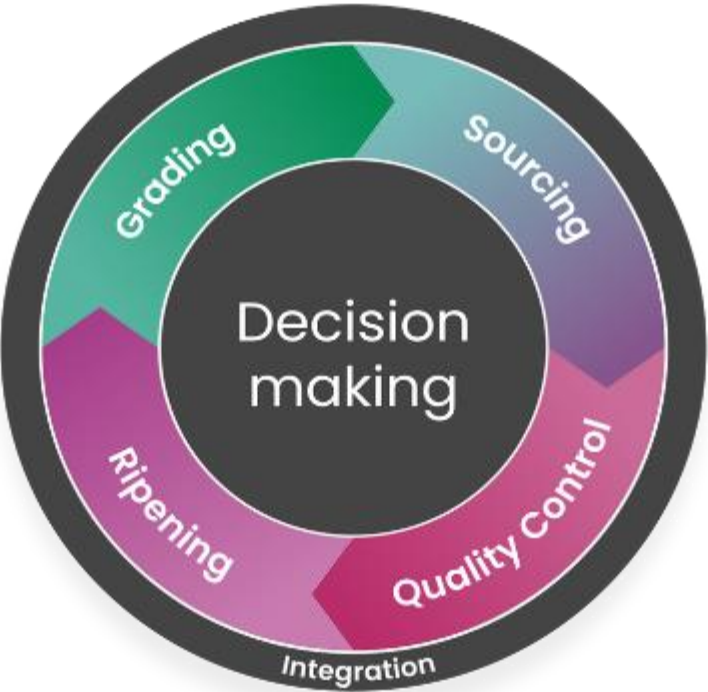 Grading
Sourcing
Decision
making
Ripening
Quality Control
Integration